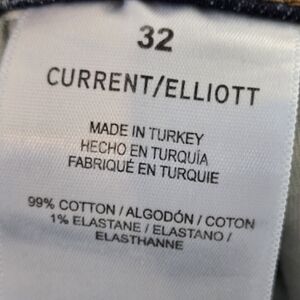 32
CURRENT/ELLIOTT
MADE IN TURKEY
HECHO EN TURQUÍA
FABRIQUÉ EN TURQUIE
99% COTTON / ALGODÓN / COTON
1% ELASTANE / ELASTANO /
ELASTHANNE